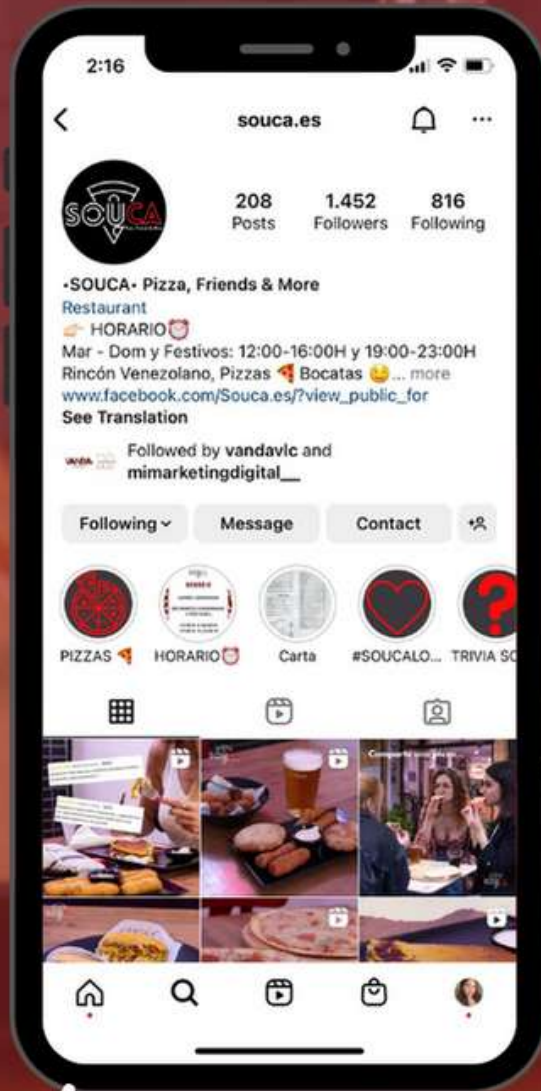 2:16
souca.es
SOUCA
208
1.452
816
Posts
Followers
Following
•SOUCA• Pizza, Friends & More
Restaurant
👉🏻 HORARIO⏰
Mar - Dom y Festivos: 12:00-16:00H y 19:00-23:00H
Rincón Venezolano, Pizzas 🍕 Bocatas 😋... more
www.facebook.com/Souca.es/?view_public_for
See Translation
Followed by vandavlc and
mimarketingdigital__
Following
Message
Contact
PIZZAS 🍕
HORARIO⏰
Carta
#SOUCALO...
TRIVIA SO